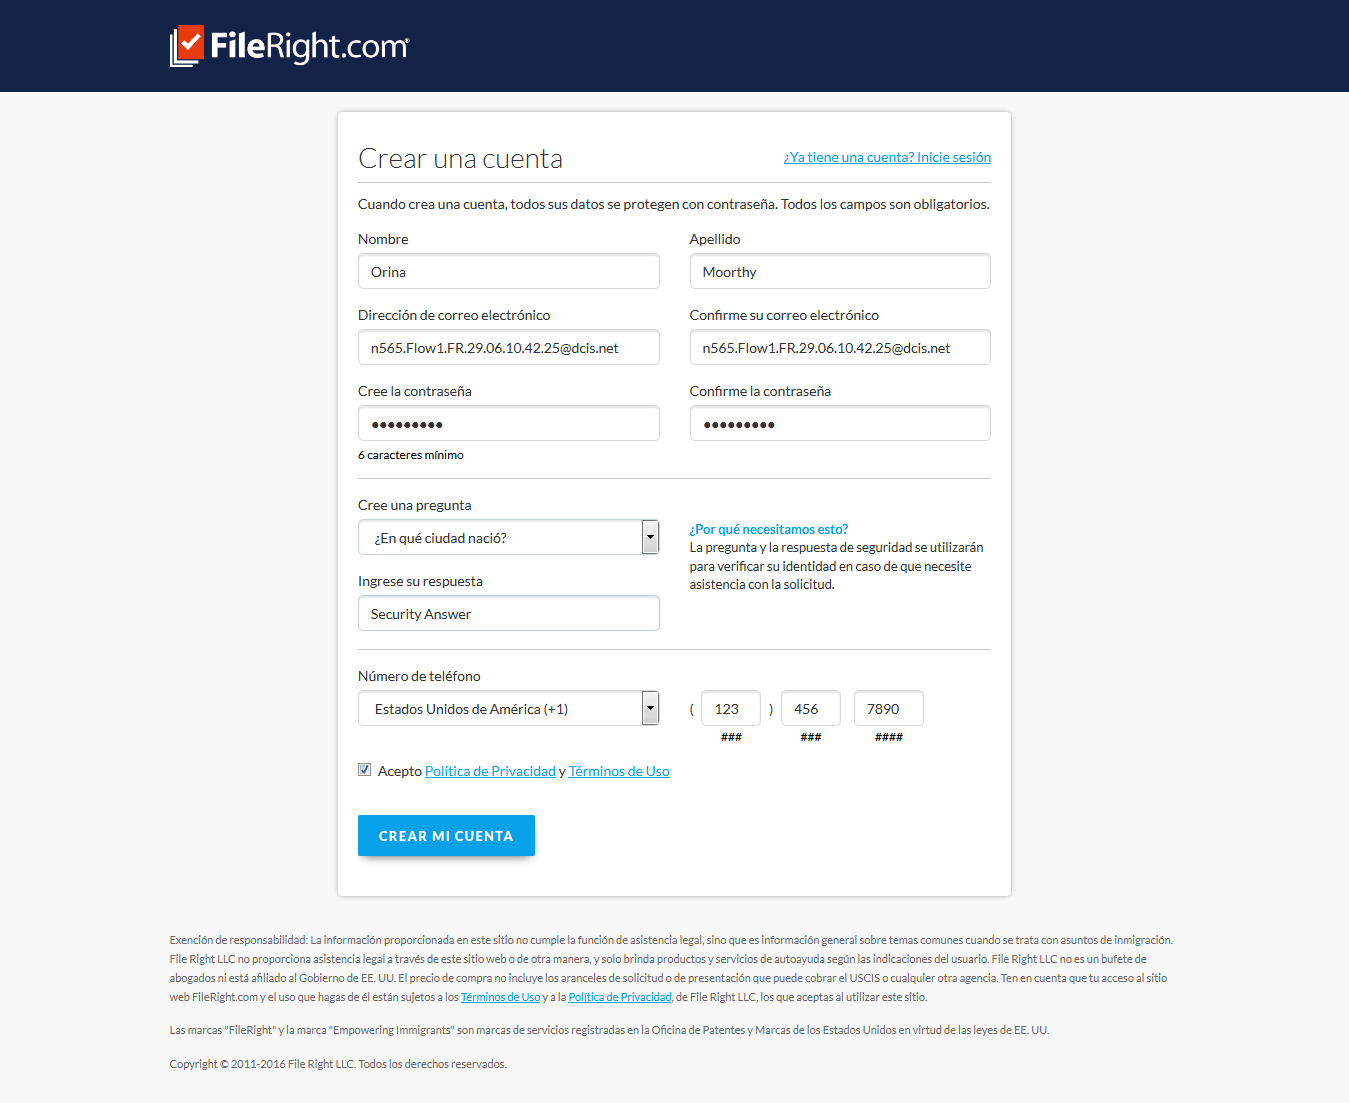 FileRight.com®
Crear una cuenta
¿Ya tiene una cuenta? Inicie sesión
Cuando crea una cuenta, todos sus datos se protegen con contraseña. Todos los campos son obligatorios.
Nombre
Apellido
Orina
Moorthy
Dirección de correo electrónico
Confirme su correo electrónico
n565.Flow1.FR.29.06.10.42.25@dcis.net
n565.Flow1.FR.29.06.10.42.25@dcis.net
Cree la contraseña
Confirme la contraseña
●●●●●●●●●
●●●●●●●●●
6 caracteres mínimo
Cree una pregunta
¿En qué ciudad nació?
¿Por qué necesitamos esto?
La pregunta y la respuesta de seguridad se utilizarán
para verificar su identidad en caso de que necesite
asistencia con la solicitud.
Ingrese su respuesta
Security Answer
Número de teléfono
Estados Unidos de América (+1)
( 123 ) 456 7890
### ### ####
Acepto Política de Privacidad y Términos de Uso
CREAR MI CUENTA
Exención de responsabilidad: La información proporcionada en este sitio no cumple la función de asistencia legal, sino que es información general sobre temas comunes cuando se trata con asuntos de inmigración.
File Right LLC no proporciona asistencia legal a través de este sitio web o de otra manera, y solo brinda productos y servicios de autoayuda según las indicaciones del usuario. File Right LLC no es un bufete de
abogados ni está afiliado al Gobierno de EE. UU. El precio de compra no incluye los aranceles de solicitud o de presentación que puede cobrar el USCIS o cualquier otra agencia. Ten en cuenta que tu acceso al sitio
web FileRight.com y el uso que hagas de él están sujetos a los Términos de Uso y a la Política de Privacidad, de File Right LLC, los que aceptas al utilizar este sitio.
Las marcas "FileRight" y la marca "Empowering Immigrants" son marcas de servicios registradas en la Oficina de Patentes y Marcas de los Estados Unidos en virtud de las leyes de EE. UU.
Copyright © 2011-2016 File Right LLC. Todos los derechos reservados.